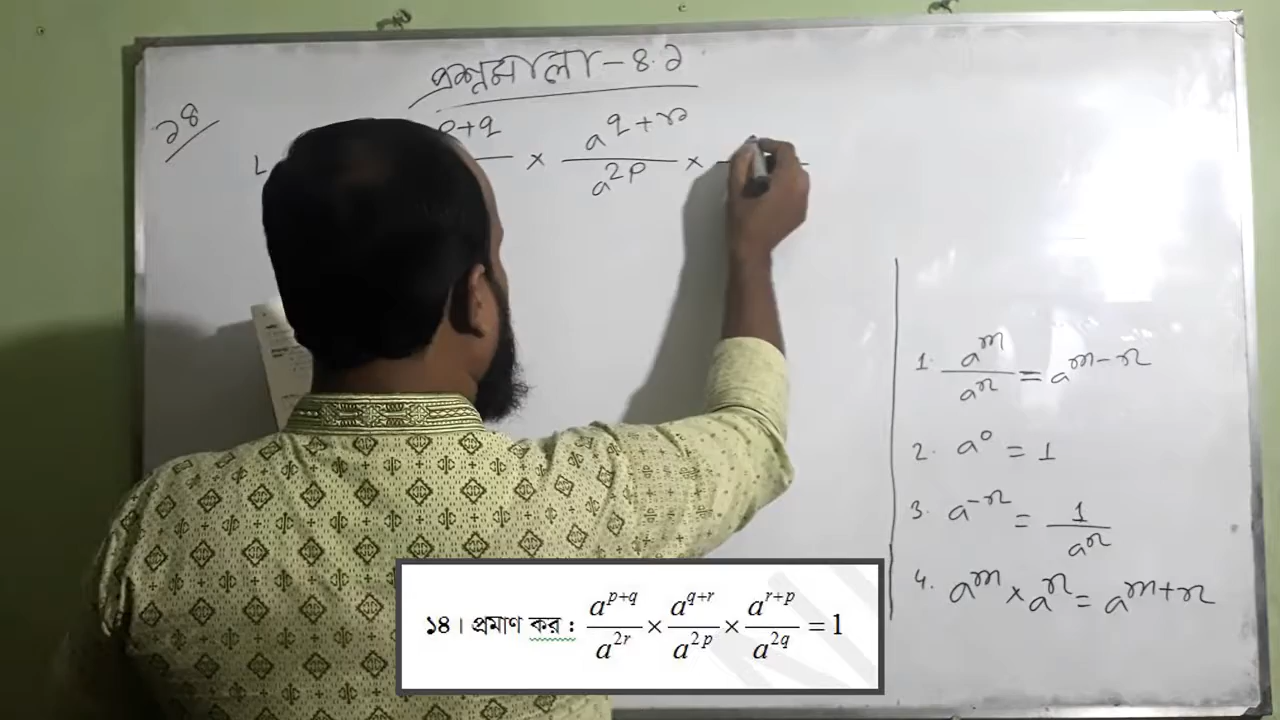 প্রশ্নমালা-৪.১
১৪
L p+q × a^{q+r} / a^{2p} ×
1. a^m / a^n = a^{m-n}
2. a^0 = 1
3. a^{-n} = 1 / a^n
4. a^m × a^n = a^{m+n}
১৪। প্রমাণ কর : a^{p+q} / a^{2r} × a^{q+r} / a^{2p} × a^{r+p} / a^{2q} = 1